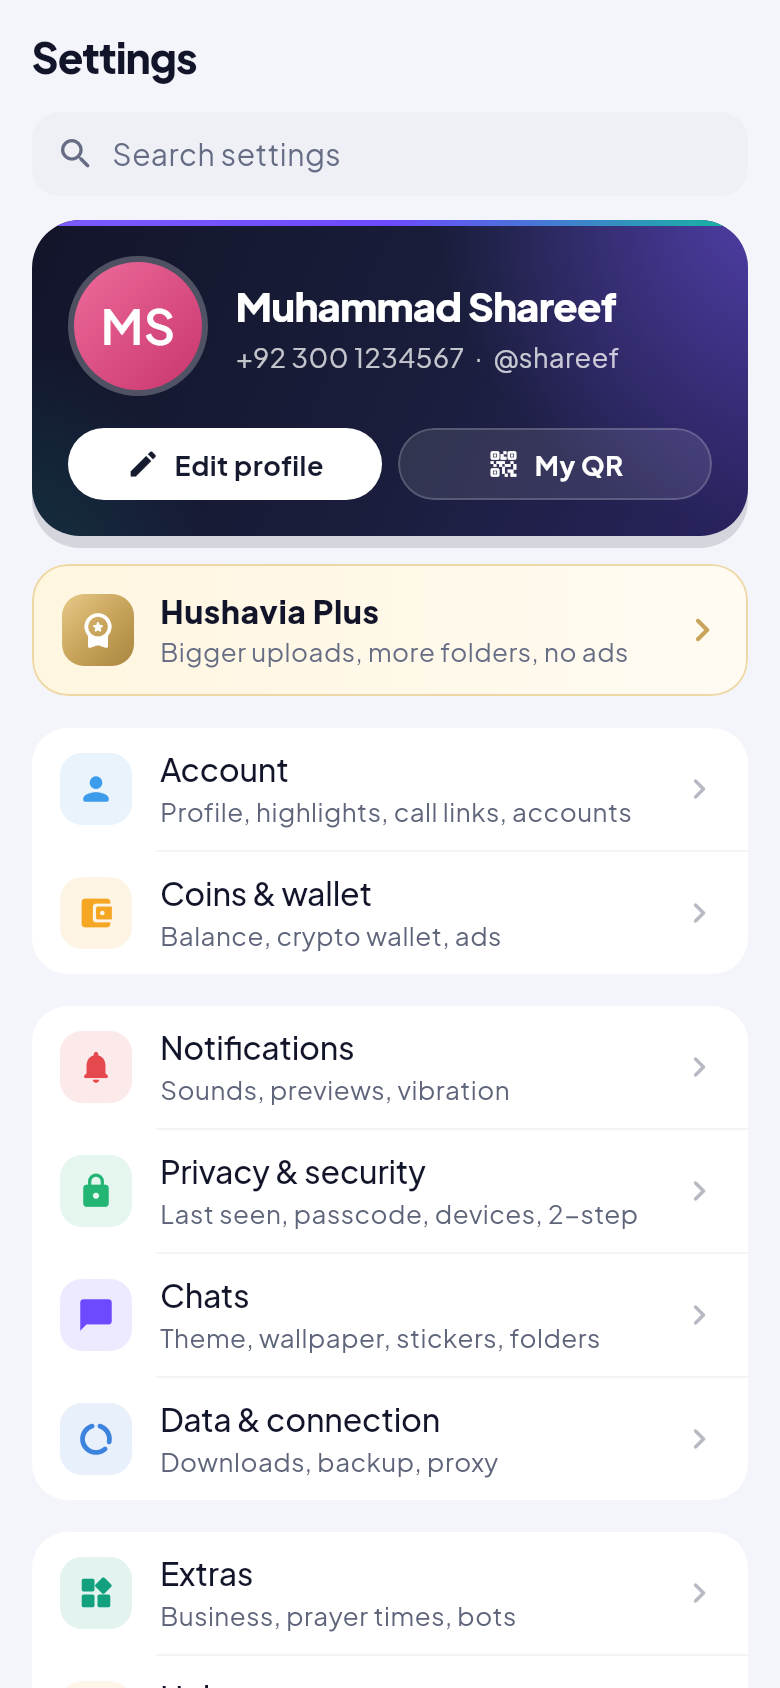 Settings
Search settings
MS
Muhammad Shareef
+92 300 1234567 · @shareef
Edit profile
My QR
Hushavia Plus
Bigger uploads, more folders, no ads
Account
Profile, highlights, call links, accounts
Coins & wallet
Balance, crypto wallet, ads
Notifications
Sounds, previews, vibration
Privacy & security
Last seen, passcode, devices, 2-step
Chats
Theme, wallpaper, stickers, folders
Data & connection
Downloads, backup, proxy
Extras
Business, prayer times, bots